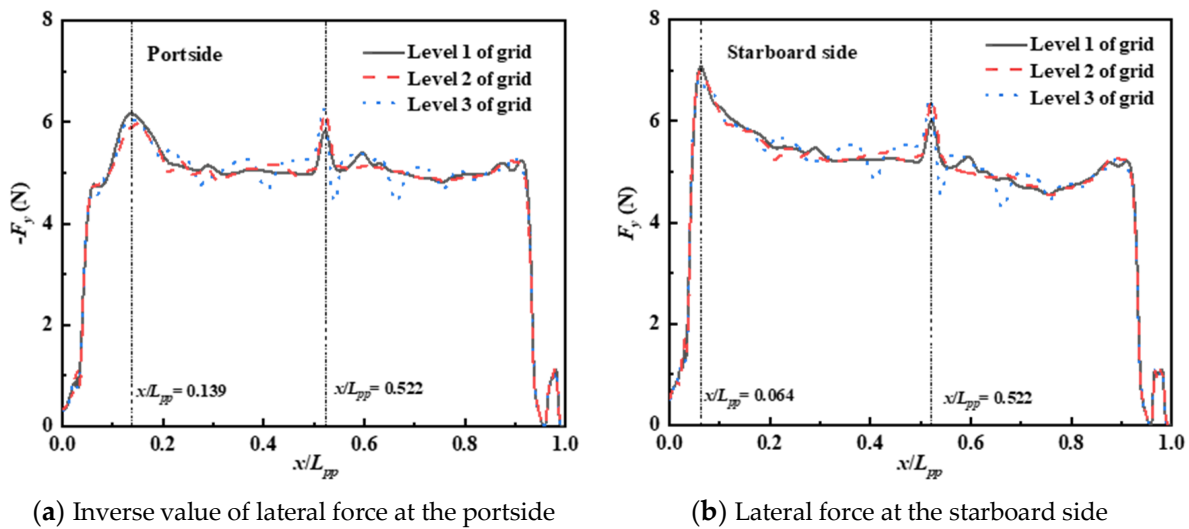 8
6
4
2
0
-Fy (N)
Portside
Level 1 of grid
Level 2 of grid
Level 3 of grid
x/Lpp= 0.139
x/Lpp= 0.522
0.0 0.2 0.4 0.6 0.8 1.0
x/Lpp
(a) Inverse value of lateral force at the portside
8
6
4
2
0
Fy (N)
Starboard side
Level 1 of grid
Level 2 of grid
Level 3 of grid
x/Lpp= 0.064
x/Lpp= 0.522
0.0 0.2 0.4 0.6 0.8 1.0
x/Lpp
(b) Lateral force at the starboard side